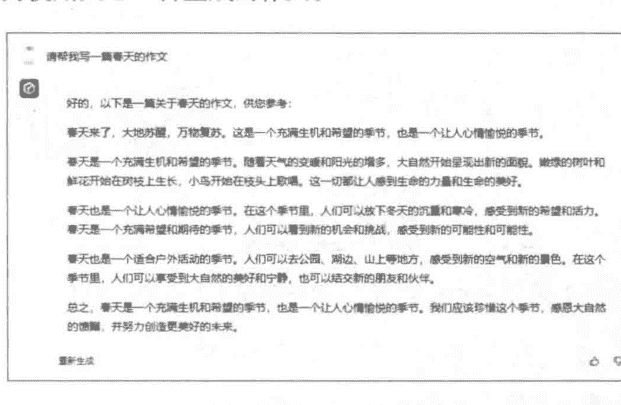 请帮我写一篇春天的作文
好的，以下是一篇关于春天的作文，供您参考：
春天来了，大地苏醒，万物复苏。这是一个充满生机和希望的季节，也是一个让人心情愉悦的季节。
春天是一个充满生机和希望的季节。随着天气的变暖和阳光的增多，大自然开始呈现出新的面貌。嫩绿的树叶和
鲜花开始在树枝上生长，小鸟开始在枝头上歌唱。这一切都让人感到生命的力量和生命的美好。
春天也是一个让人心情愉悦的季节。在这个季节里，人们可以放下冬天的沉重和寒冷，感受到新的希望和活力。
春天是一个充满希望和期待的季节，人们可以看到新的机会和挑战，感受到新的可能性和可能性。
春天也是一个适合户外活动的季节。人们可以去公园、湖边、山上等地方，感受到新的空气和新的景色。在这个
季节里，人们可以享受到大自然的美好和宁静，也可以结交新的朋友和伙伴。
总之，春天是一个充满生机和希望的季节，也是一个让人心情愉悦的季节。我们应该珍惜这个季节，感恩大自然
的馈赠，并努力创造更美好的未来。
重新生成